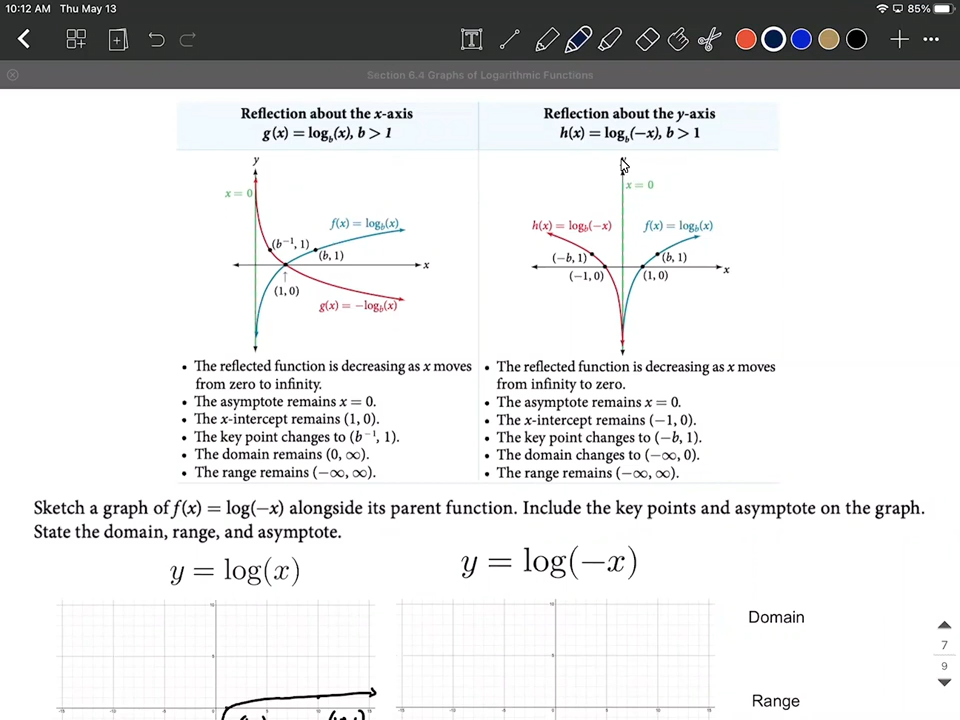 10:12 AM Thu May 13
85%
Section 6.4 Graphs of Logarithmic Functions
Reflection about the x-axis
g(x) = log_b(x), b > 1
Reflection about the y-axis
h(x) = log_b(−x), b > 1
y
x = 0
f(x) = log_b(x)
(b⁻¹, 1)
(b, 1)
x
(1, 0)
g(x) = −log_b(x)
y
x = 0
h(x) = log_b(−x)
f(x) = log_b(x)
(−b, 1)
(b, 1)
x
(−1, 0)
(1, 0)
• The reflected function is decreasing as x moves
from zero to infinity.
• The asymptote remains x = 0.
• The x-intercept remains (1, 0).
• The key point changes to (b⁻¹, 1).
• The domain remains (0, ∞).
• The range remains (−∞, ∞).
• The reflected function is decreasing as x moves
from infinity to zero.
• The asymptote remains x = 0.
• The x-intercept remains (−1, 0).
• The key point changes to (−b, 1).
• The domain changes to (−∞, 0).
• The range remains (−∞, ∞).
Sketch a graph of f(x) = log(−x) alongside its parent function. Include the key points and asymptote on the graph.
State the domain, range, and asymptote.
y = log(x)
y = log(−x)
Domain
Range
7
9